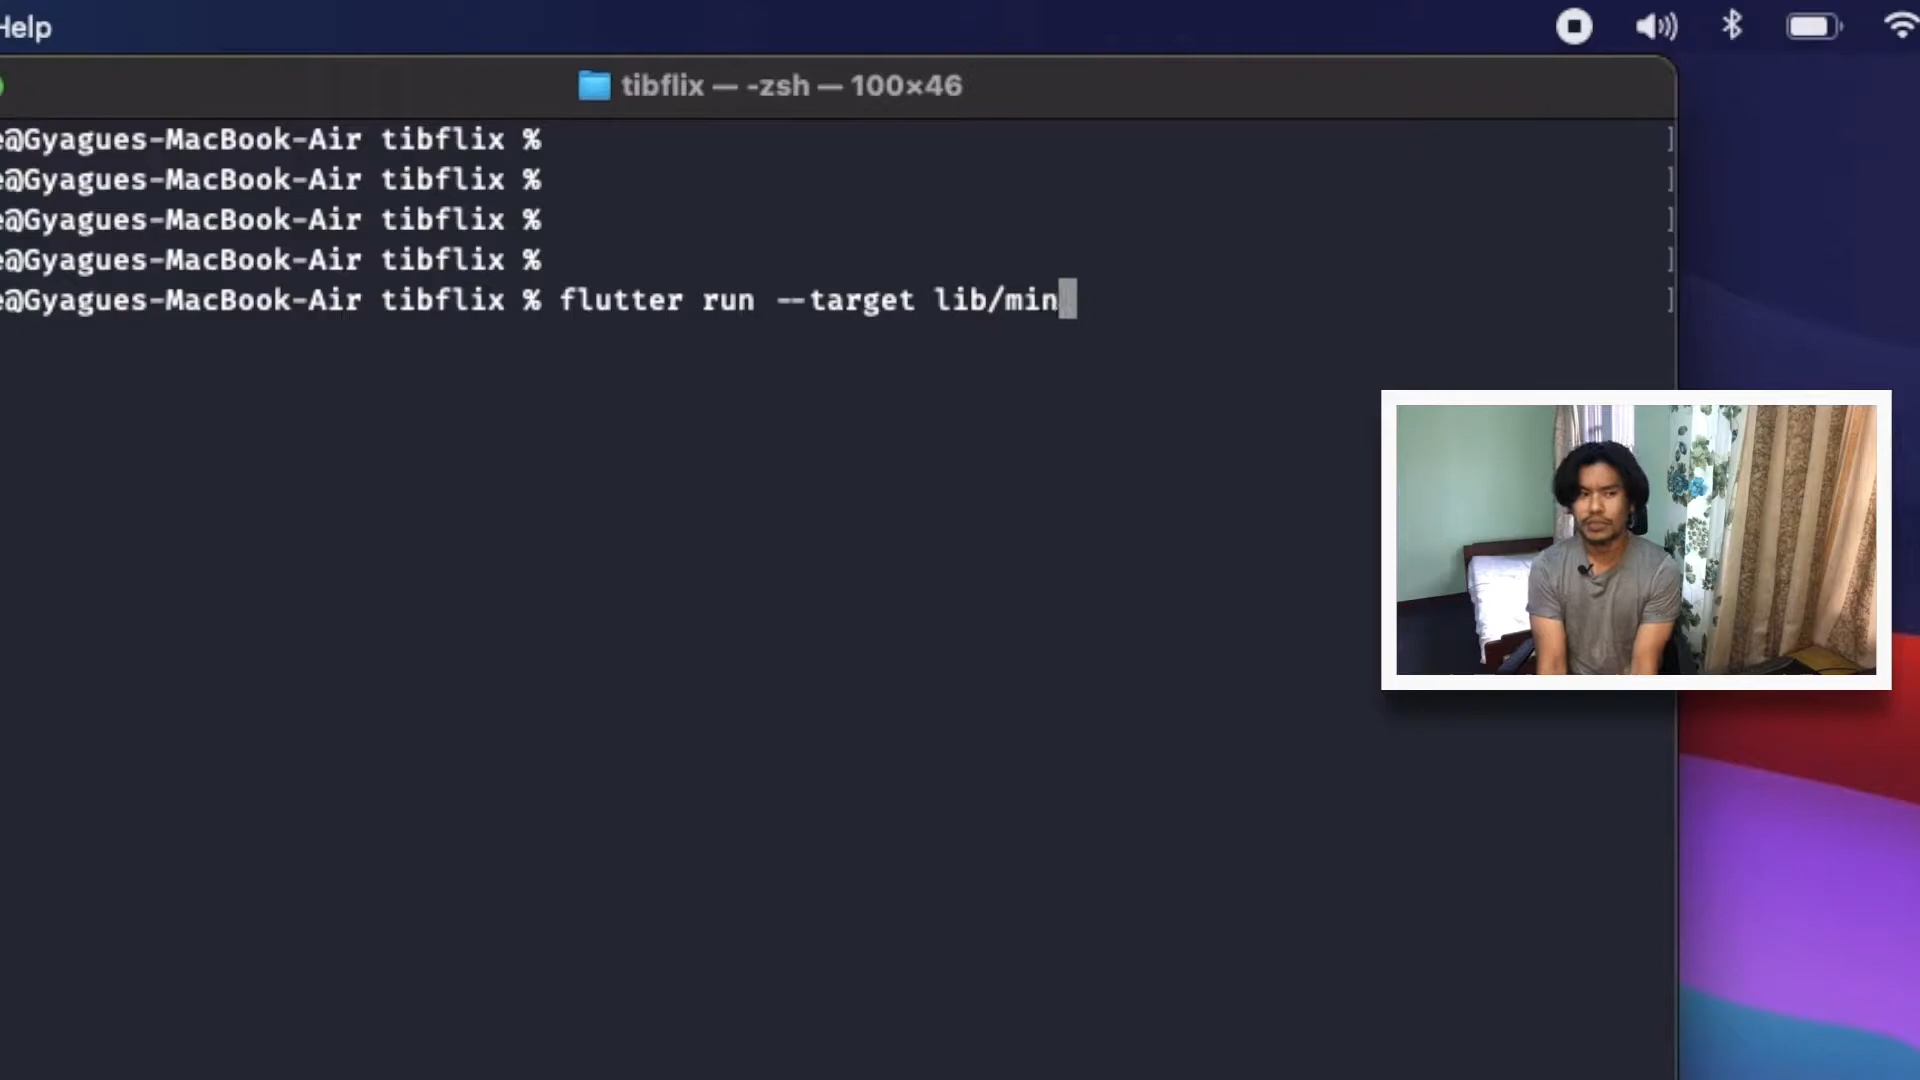 Help
tibflix — -zsh — 100×46
e@Gyagues-MacBook-Air tibflix %
e@Gyagues-MacBook-Air tibflix %
e@Gyagues-MacBook-Air tibflix %
e@Gyagues-MacBook-Air tibflix %
e@Gyagues-MacBook-Air tibflix % flutter run --target lib/min